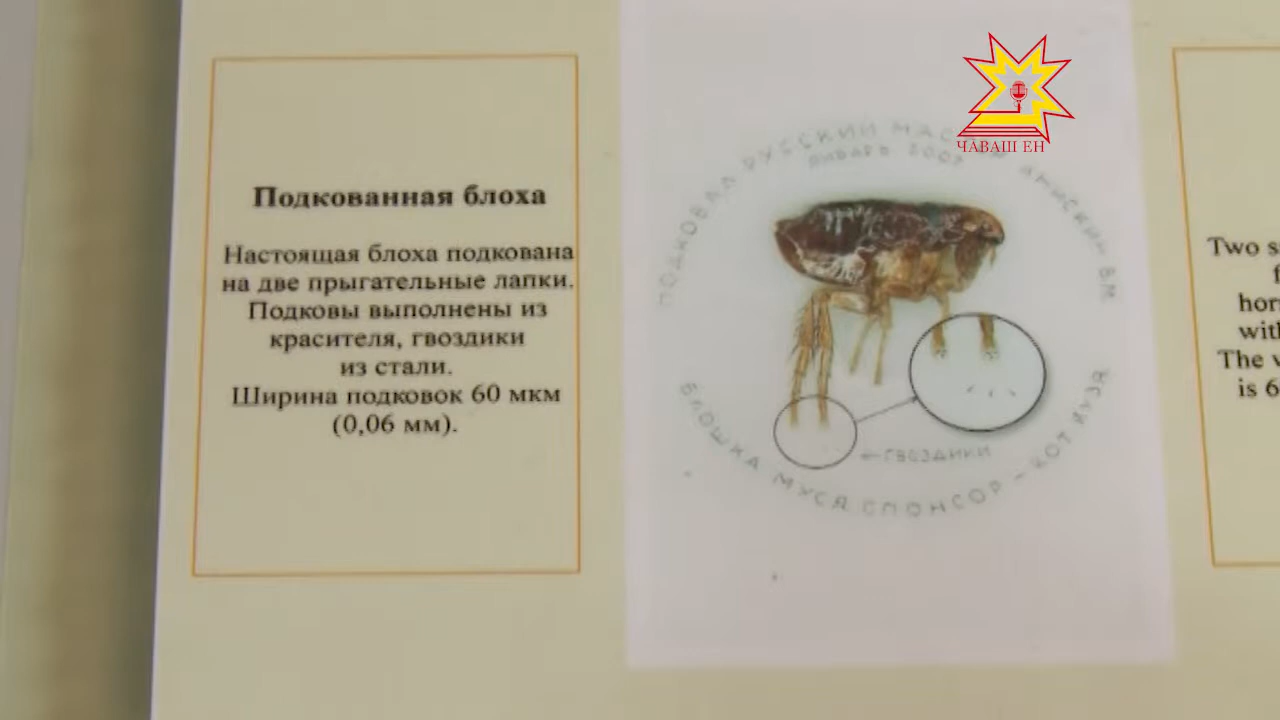 Подкованная блоха
Настоящая блоха подкована
на две прыгательные лапки.
Подковы выполнены из
красителя, гвоздики
из стали.
Ширина подковок 60 мкм
(0,06 мм).
ЧĂВАШ ЕН
ПОДКОВАЛ РУССКИЙ МАСТЕР АНИСКИН ВМ
ЯНВАРЬ 2007
←ГВОЗДИКИ
БЛОШКА МУСЯ СПОНСОР - КОТ КУЗЯ
Two
with
The
is 6